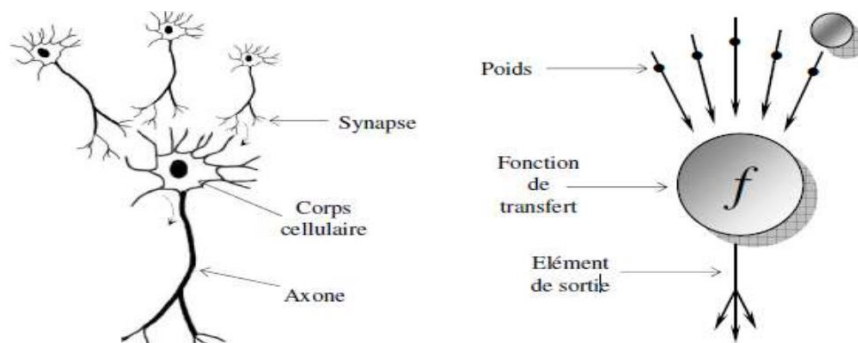 Synapse
Corps
cellulaire
Axone
Poids
Fonction
de
transfert
f
Elément
de sortie